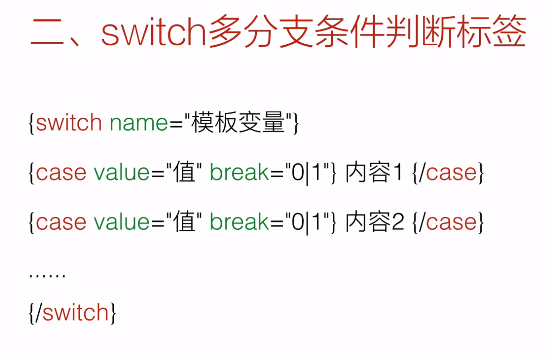 二、switch多分支条件判断标签
{switch name="模板变量"}
{case value="值" break="0|1"} 内容1 {/case}
{case value="值" break="0|1"} 内容2 {/case}
......
{/switch}